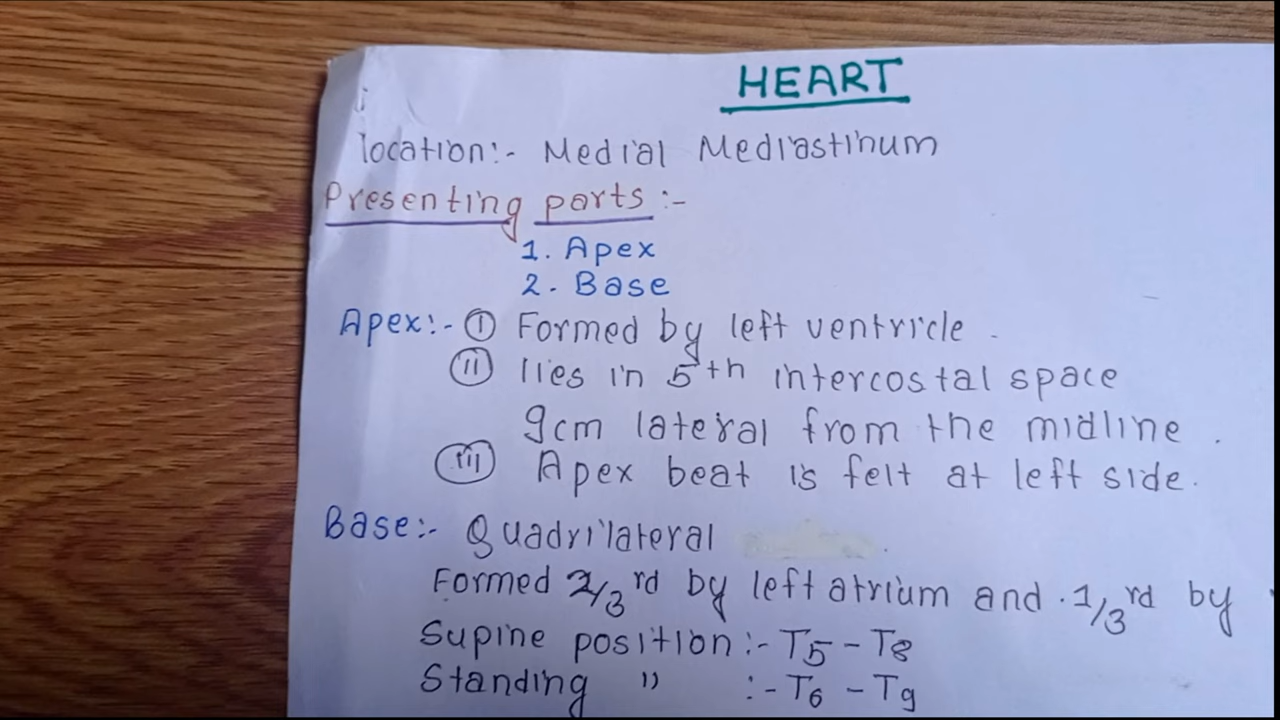 HEART
location:- Medial Mediastinum
Presenting parts :-
1. Apex
2. Base
Apex:- (I) Formed by left ventricle.
(II) lies in 5th intercostal space
9cm lateral from the midline.
(III) Apex beat is felt at left side.
Base:- Quadrilateral
Formed 2/3rd by left atrium and 1/3rd by
Supine position:- T5 - T8
Standing " :- T6 - T9